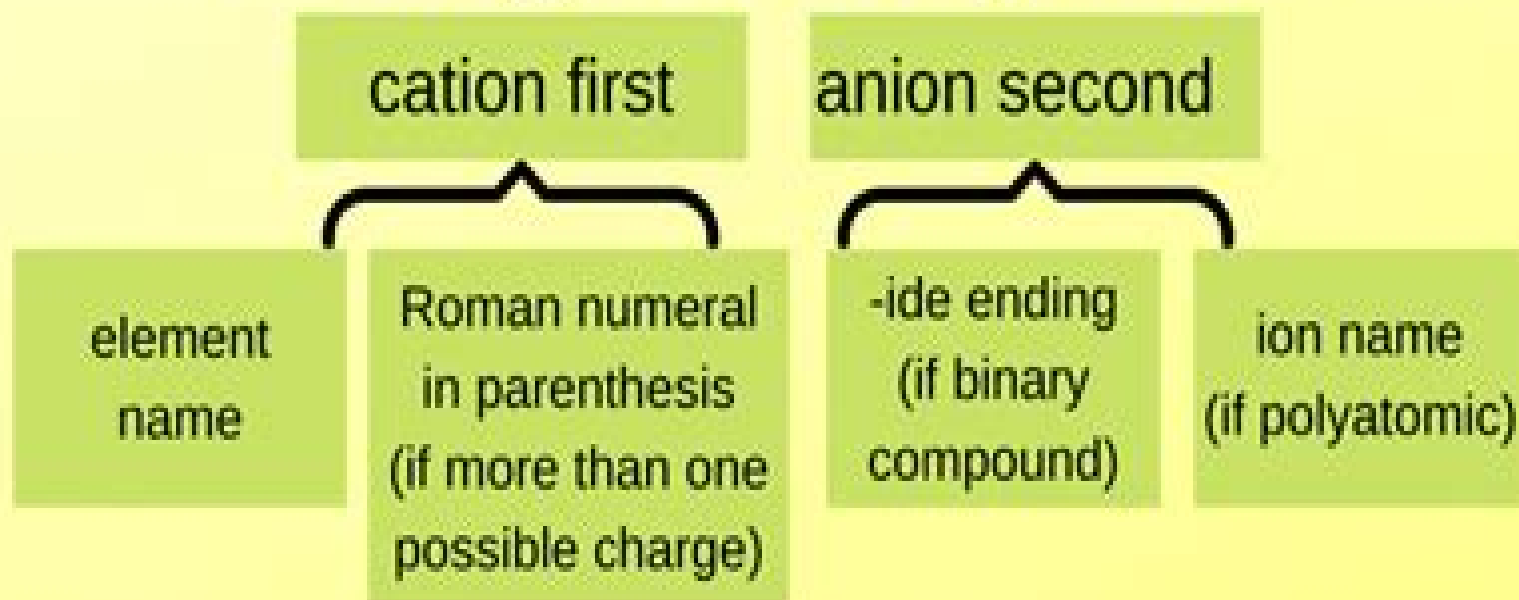 cation first
anion second
element
name
Roman numeral
in parenthesis
(if more than one
possible charge)
-ide ending
(if binary
compound)
ion name
(if polyatomic)